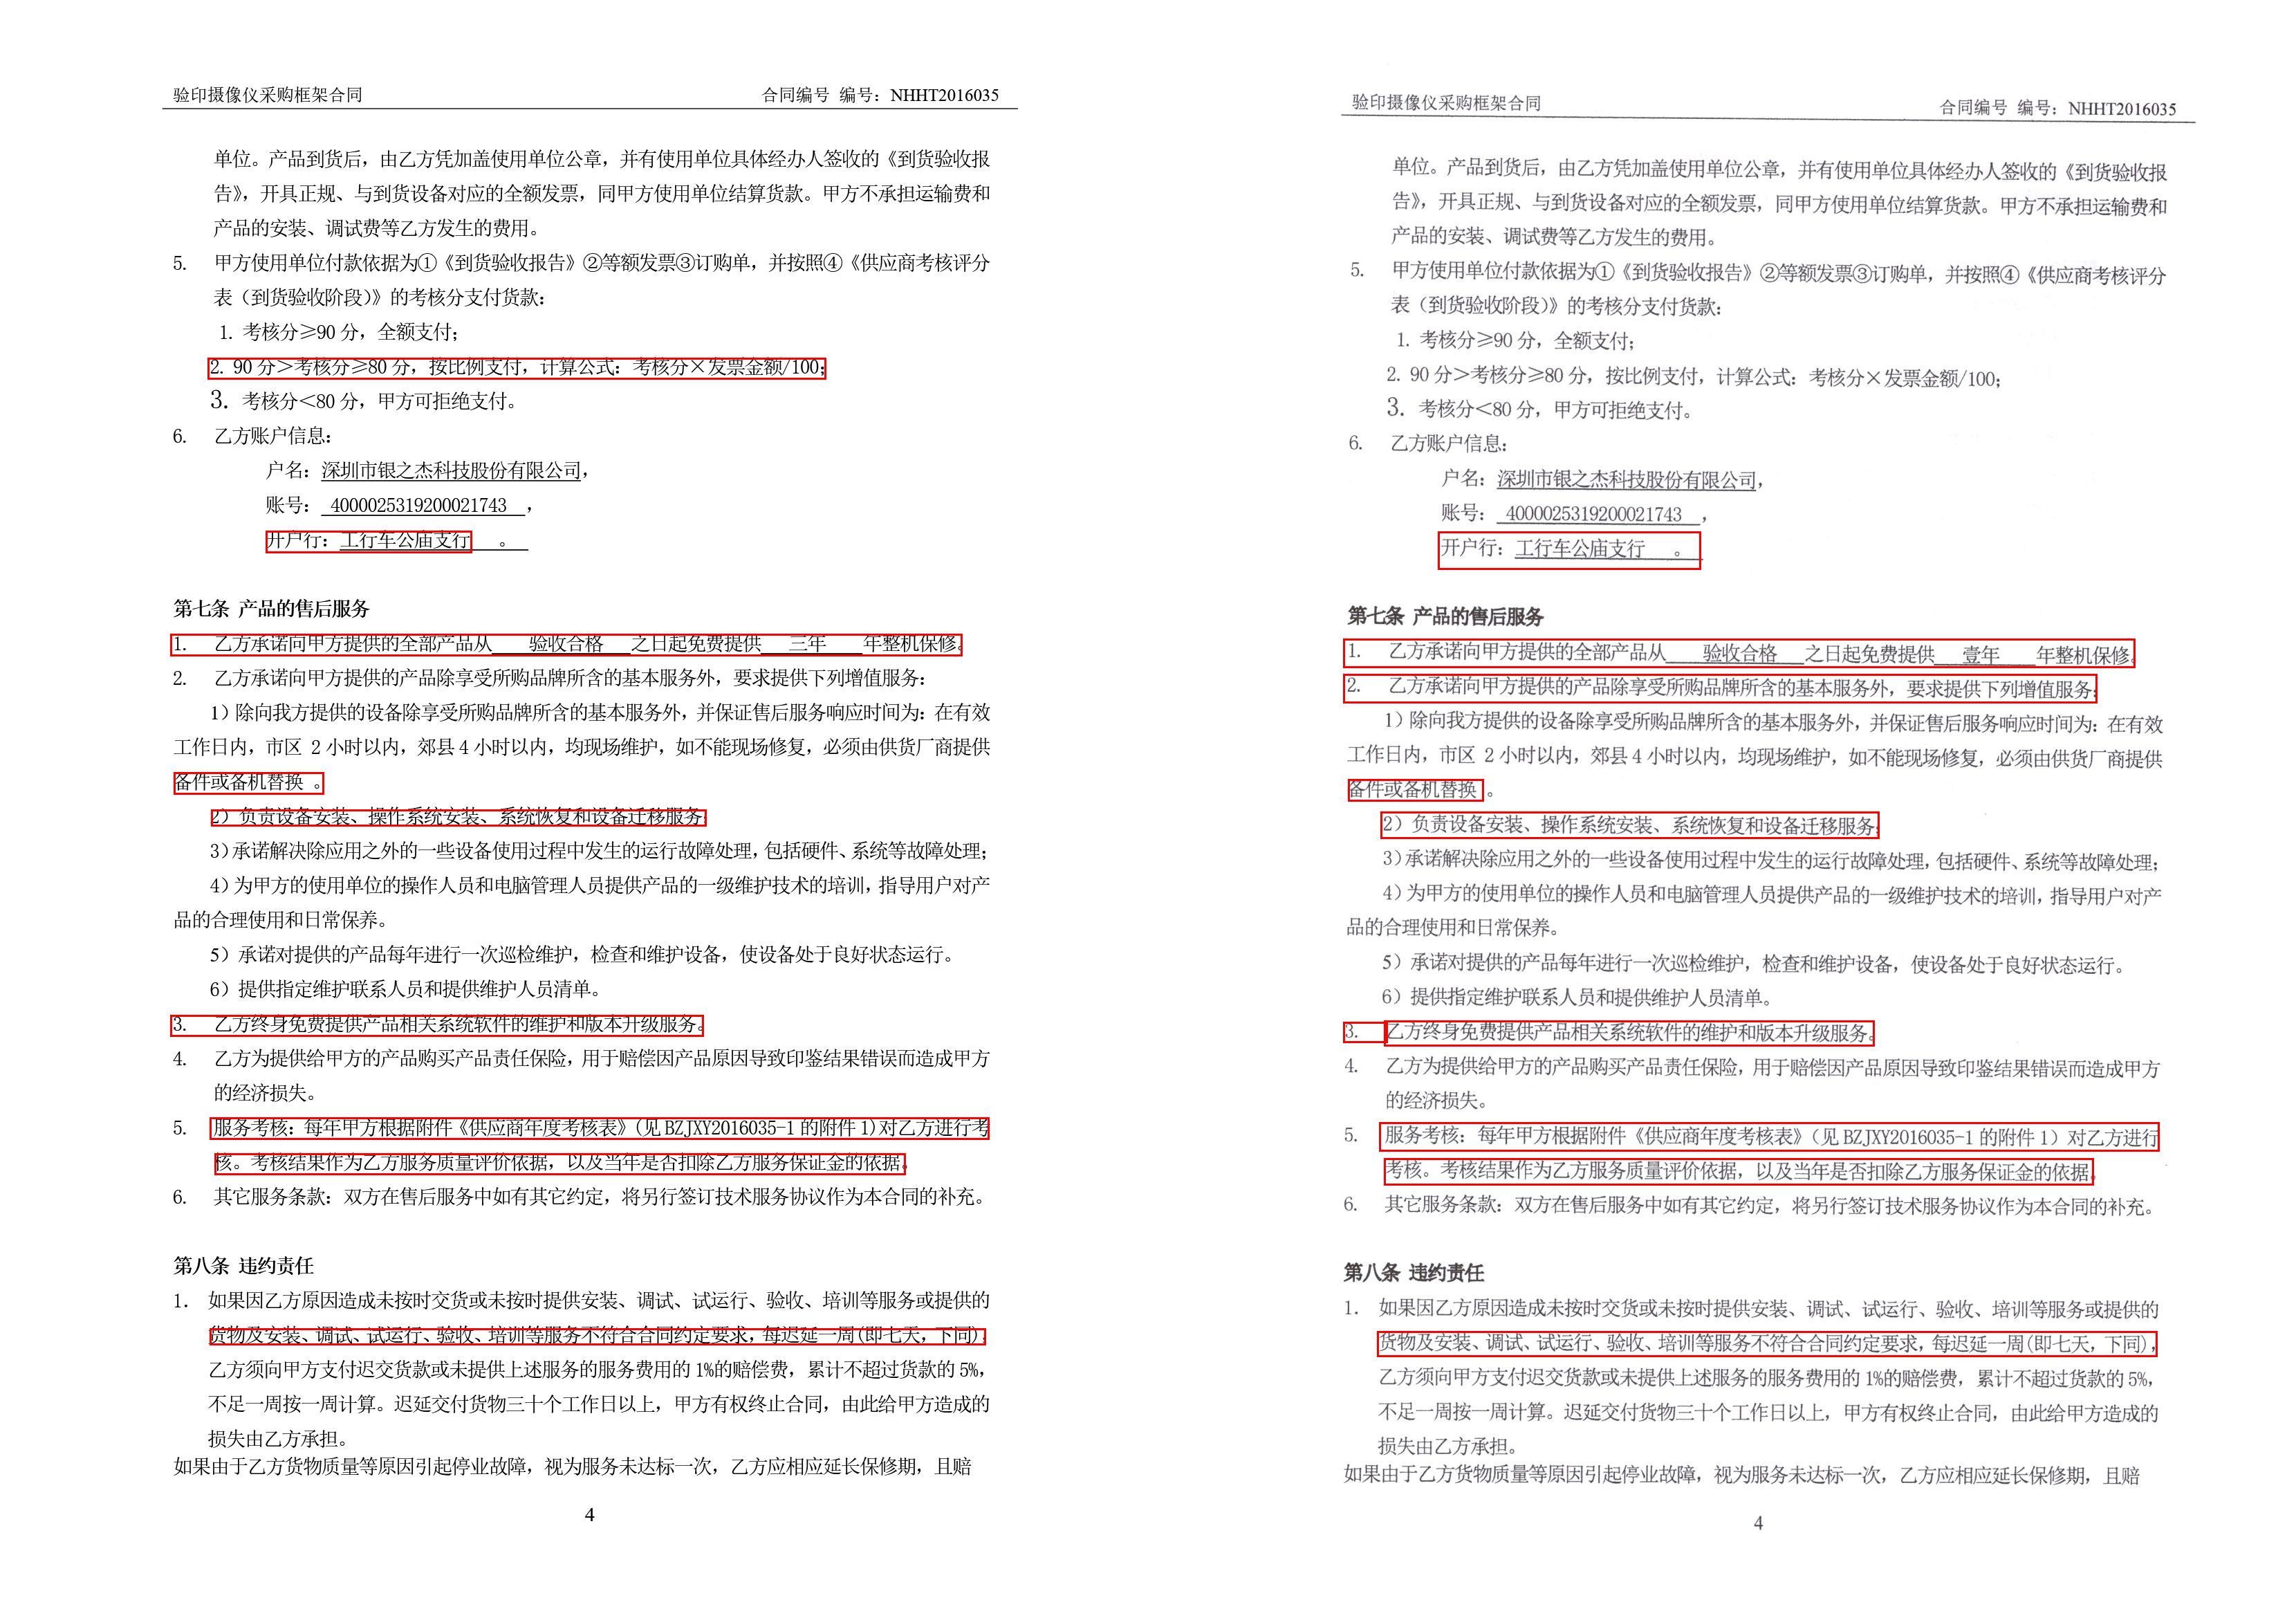 验印摄像仪采购框架合同 合同编号 编号：NHHT2016035
单位。产品到货后，由乙方凭加盖使用单位公章，并有使用单位具体经办人签收的《到货验收报
告》，开具正规、与到货设备对应的全额发票，同甲方使用单位结算货款。甲方不承担运输费和
产品的安装、调试费等乙方发生的费用。
5. 甲方使用单位付款依据为①《到货验收报告》②等额发票③订购单，并按照④《供应商考核评分
表（到货验收阶段）》的考核分支付货款：
1. 考核分≥90 分，全额支付；
2. 90 分＞考核分≥80 分，按比例支付，计算公式：考核分×发票金额/100；
3. 考核分＜80 分，甲方可拒绝支付。
6. 乙方账户信息：
户名：深圳市银之杰科技股份有限公司，
账号： 4000025319200021743 ，
开户行：工行车公庙支行 。
第七条 产品的售后服务
1. 乙方承诺向甲方提供的全部产品从 验收合格 之日起免费提供 三年 年整机保修。
2. 乙方承诺向甲方提供的产品除享受所购品牌所含的基本服务外，要求提供下列增值服务：
1）除向我方提供的设备除享受所购品牌所含的基本服务外，并保证售后服务响应时间为：在有效
工作日内，市区 2 小时以内，郊县 4 小时以内，均现场维护，如不能现场修复，必须由供货厂商提供
备件或备机替换 。
2）负责设备安装、操作系统安装、系统恢复和设备迁移服务；
3）承诺解决除应用之外的一些设备使用过程中发生的运行故障处理，包括硬件、系统等故障处理；
4）为甲方的使用单位的操作人员和电脑管理人员提供产品的一级维护技术的培训，指导用户对产
品的合理使用和日常保养。
5）承诺对提供的产品每年进行一次巡检维护，检查和维护设备，使设备处于良好状态运行。
6）提供指定维护联系人员和提供维护人员清单。
3. 乙方终身免费提供产品相关系统软件的维护和版本升级服务。
4. 乙方为提供给甲方的产品购买产品责任保险，用于赔偿因产品原因导致印鉴结果错误而造成甲方
的经济损失。
5. 服务考核：每年甲方根据附件《供应商年度考核表》（见 BZJXY2016035-1 的附件 1）对乙方进行考
核。考核结果作为乙方服务质量评价依据，以及当年是否扣除乙方服务保证金的依据。
6. 其它服务条款：双方在售后服务中如有其它约定，将另行签订技术服务协议作为本合同的补充。
第八条 违约责任
1. 如果因乙方原因造成未按时交货或未按时提供安装、调试、试运行、验收、培训等服务或提供的
货物及安装、调试、试运行、验收、培训等服务不符合合同约定要求，每迟延一周(即七天，下同)，
乙方须向甲方支付迟交货款或未提供上述服务的服务费用的 1%的赔偿费，累计不超过货款的 5%，
不足一周按一周计算。迟延交付货物三十个工作日以上，甲方有权终止合同，由此给甲方造成的
损失由乙方承担。
如果由于乙方货物质量等原因引起停业故障，视为服务未达标一次，乙方应相应延长保修期，且赔
4
验印摄像仪采购框架合同 合同编号 编号：NHHT2016035
单位。产品到货后，由乙方凭加盖使用单位公章，并有使用单位具体经办人签收的《到货验收报
告》，开具正规、与到货设备对应的全额发票，同甲方使用单位结算货款。甲方不承担运输费和
产品的安装、调试费等乙方发生的费用。
5. 甲方使用单位付款依据为①《到货验收报告》②等额发票③订购单，并按照④《供应商考核评分
表（到货验收阶段）》的考核分支付货款：
1. 考核分≥90 分，全额支付；
2. 90 分＞考核分≥80 分，按比例支付，计算公式：考核分×发票金额/100；
3. 考核分＜80 分，甲方可拒绝支付。
6. 乙方账户信息：
户名：深圳市银之杰科技股份有限公司，
账号： 4000025319200021743 ，
开户行：工行车公庙支行 。
第七条 产品的售后服务
1. 乙方承诺向甲方提供的全部产品从 验收合格 之日起免费提供 壹年 年整机保修。
2. 乙方承诺向甲方提供的产品除享受所购品牌所含的基本服务外，要求提供下列增值服务：
1）除向我方提供的设备除享受所购品牌所含的基本服务外，并保证售后服务响应时间为：在有效
工作日内，市区 2 小时以内，郊县 4 小时以内，均现场维护，如不能现场修复，必须由供货厂商提供
备件或备机替换 。
2）负责设备安装、操作系统安装、系统恢复和设备迁移服务；
3）承诺解决除应用之外的一些设备使用过程中发生的运行故障处理，包括硬件、系统等故障处理；
4）为甲方的使用单位的操作人员和电脑管理人员提供产品的一级维护技术的培训，指导用户对产
品的合理使用和日常保养。
5）承诺对提供的产品每年进行一次巡检维护，检查和维护设备，使设备处于良好状态运行。
6）提供指定维护联系人员和提供维护人员清单。
3. 乙方终身免费提供产品相关系统软件的维护和版本升级服务。
4. 乙方为提供给甲方的产品购买产品责任保险，用于赔偿因产品原因导致印鉴结果错误而造成甲方
的经济损失。
5. 服务考核：每年甲方根据附件《供应商年度考核表》（见 BZJXY2016035-1 的附件 1）对乙方进行
考核。考核结果作为乙方服务质量评价依据，以及当年是否扣除乙方服务保证金的依据。
6. 其它服务条款：双方在售后服务中如有其它约定，将另行签订技术服务协议作为本合同的补充。
第八条 违约责任
1. 如果因乙方原因造成未按时交货或未按时提供安装、调试、试运行、验收、培训等服务或提供的
货物及安装、调试、试运行、验收、培训等服务不符合合同约定要求，每迟延一周(即七天，下同)，
乙方须向甲方支付迟交货款或未提供上述服务的服务费用的 1%的赔偿费，累计不超过货款的 5%，
不足一周按一周计算。迟延交付货物三十个工作日以上，甲方有权终止合同，由此给甲方造成的
损失由乙方承担。
如果由于乙方货物质量等原因引起停业故障，视为服务未达标一次，乙方应相应延长保修期，且赔
4